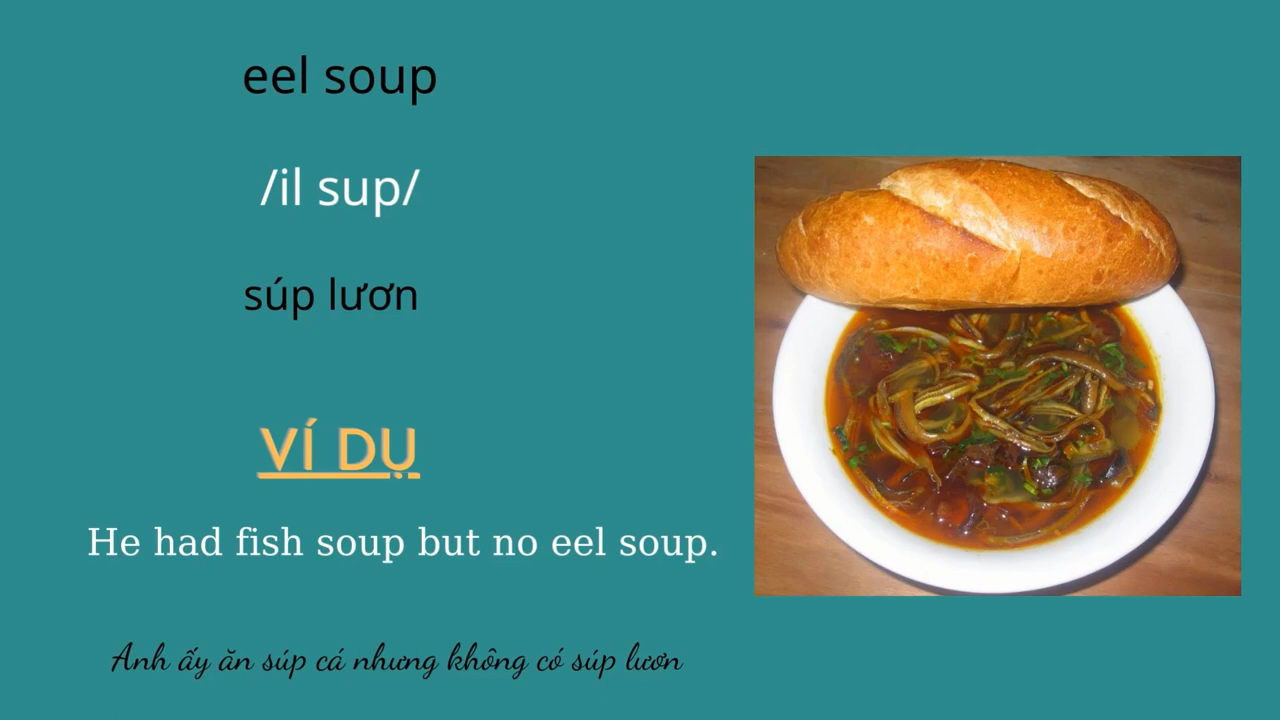 eel soup
/il sup/
súp lươn
VÍ DỤ
He had fish soup but no eel soup.
Anh ấy ăn súp cá nhưng không có súp lươn